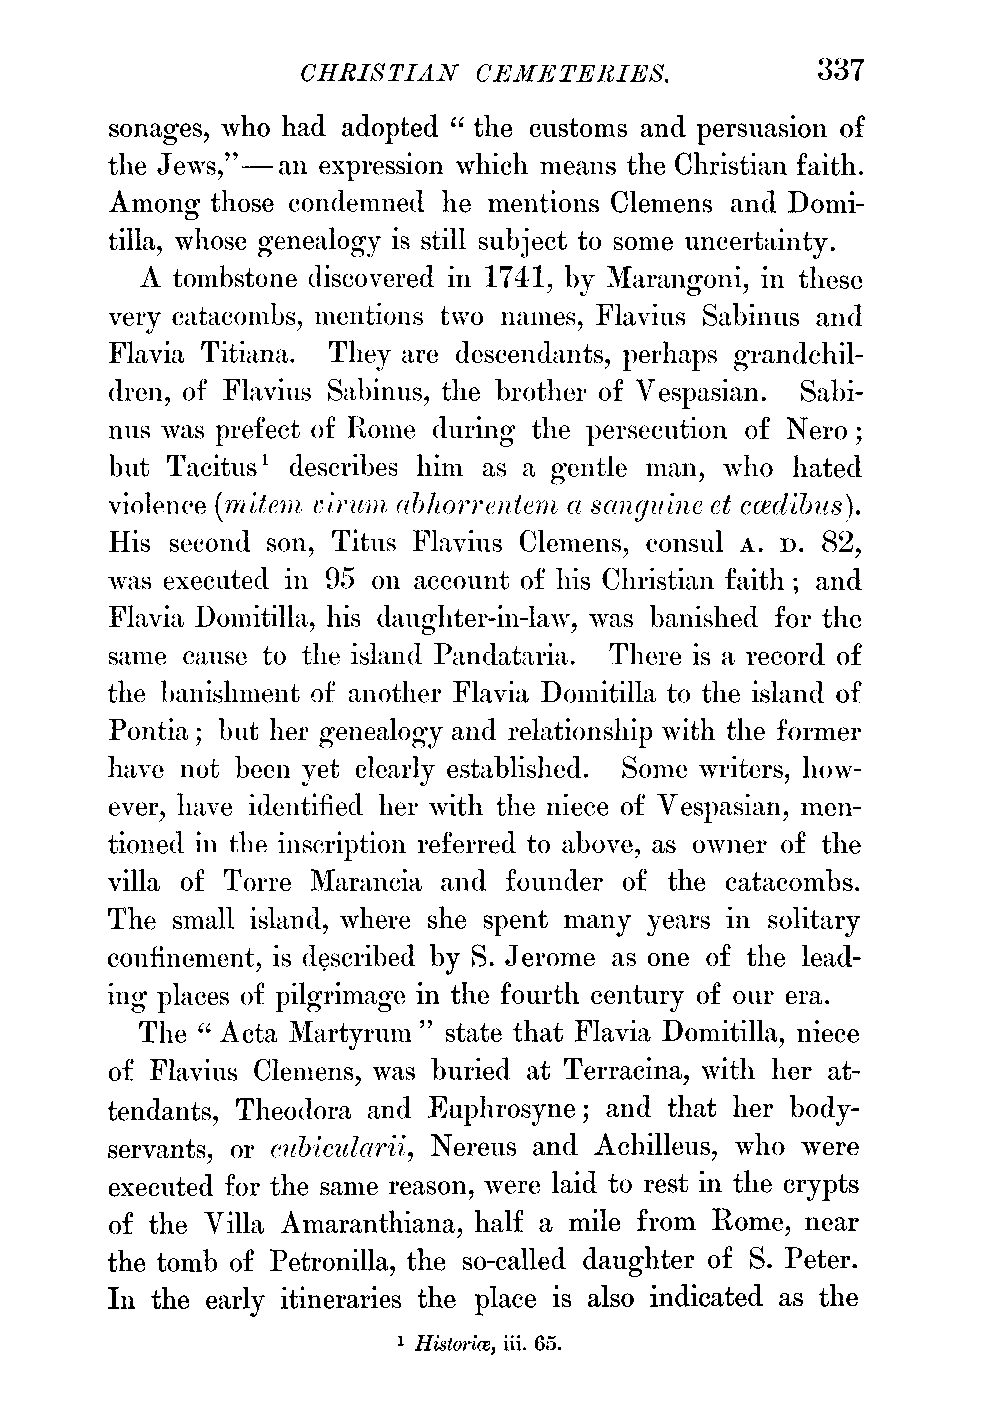 CHRISTIAN CEMETERIES. 337
sonages, who had adopted “ the customs and persuasion of
the Jews,” — an expression which means the Christian faith.
Among those condemned he mentions Clemens and Domi-
tilla, whose genealogy is still subject to some uncertainty.
A tombstone discovered in 1741, by Marangoni, in these
very catacombs, mentions two names, Flavius Sabinus and
Flavia Titiana. They are descendants, perhaps grandchil-
dren, of Flavius Sabinus, the brother of Vespasian. Sabi-
nus was prefect of Rome during the persecution of Nero ;
but Tacitus¹ describes him as a gentle man, who hated
violence (mitem virum abhorrentem a sanguine et cædibus).
His second son, Titus Flavius Clemens, consul A. D. 82,
was executed in 95 on account of his Christian faith ; and
Flavia Domitilla, his daughter-in-law, was banished for the
same cause to the island Pandataria. There is a record of
the banishment of another Flavia Domitilla to the island of
Pontia ; but her genealogy and relationship with the former
have not been yet clearly established. Some writers, how-
ever, have identified her with the niece of Vespasian, men-
tioned in the inscription referred to above, as owner of the
villa of Torre Marancia and founder of the catacombs.
The small island, where she spent many years in solitary
confinement, is described by S. Jerome as one of the lead-
ing places of pilgrimage in the fourth century of our era.
The “ Acta Martyrum ” state that Flavia Domitilla, niece
of Flavius Clemens, was buried at Terracina, with her at-
tendants, Theodora and Euphrosyne ; and that her body-
servants, or cubicularii, Nereus and Achilleus, who were
executed for the same reason, were laid to rest in the crypts
of the Villa Amaranthiana, half a mile from Rome, near
the tomb of Petronilla, the so-called daughter of S. Peter.
In the early itineraries the place is also indicated as the
¹ Historiæ, iii. 65.